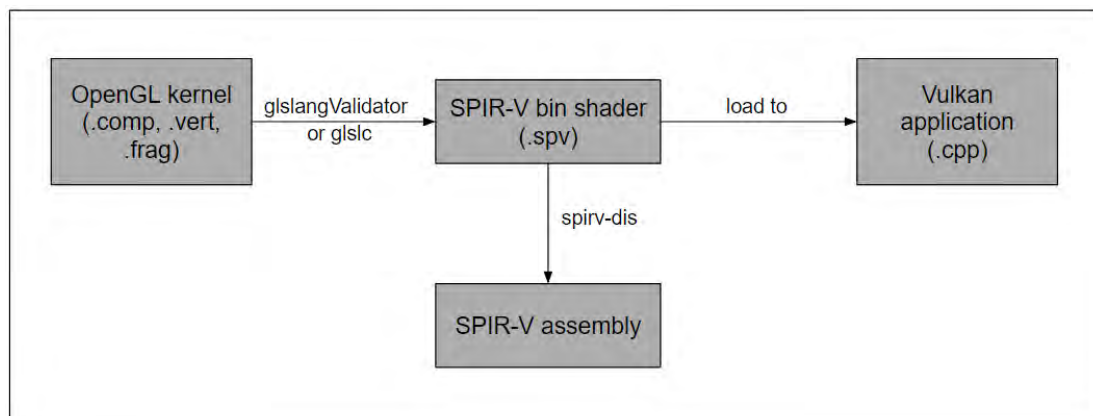 OpenGL kernel
(.comp, .vert,
.frag)
glslangValidator
or glslc
SPIR-V bin shader
(.spv)
load to
Vulkan
application
(.cpp)
spirv-dis
SPIR-V assembly